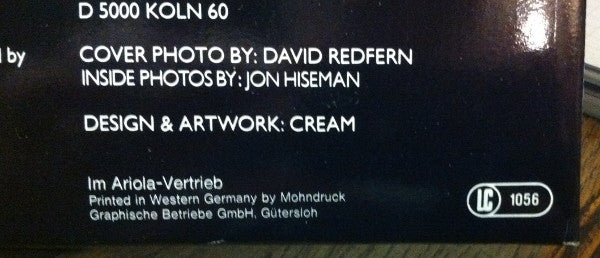 D 5000 KOLN 60
by
COVER PHOTO BY: DAVID REDFERN
INSIDE PHOTOS BY: JON HISEMAN
DESIGN & ARTWORK: CREAM
Im Ariola-Vertrieb
Printed in Western Germany by Mohndruck
Graphische Betriebe GmbH, Gütersloh
LC 1056